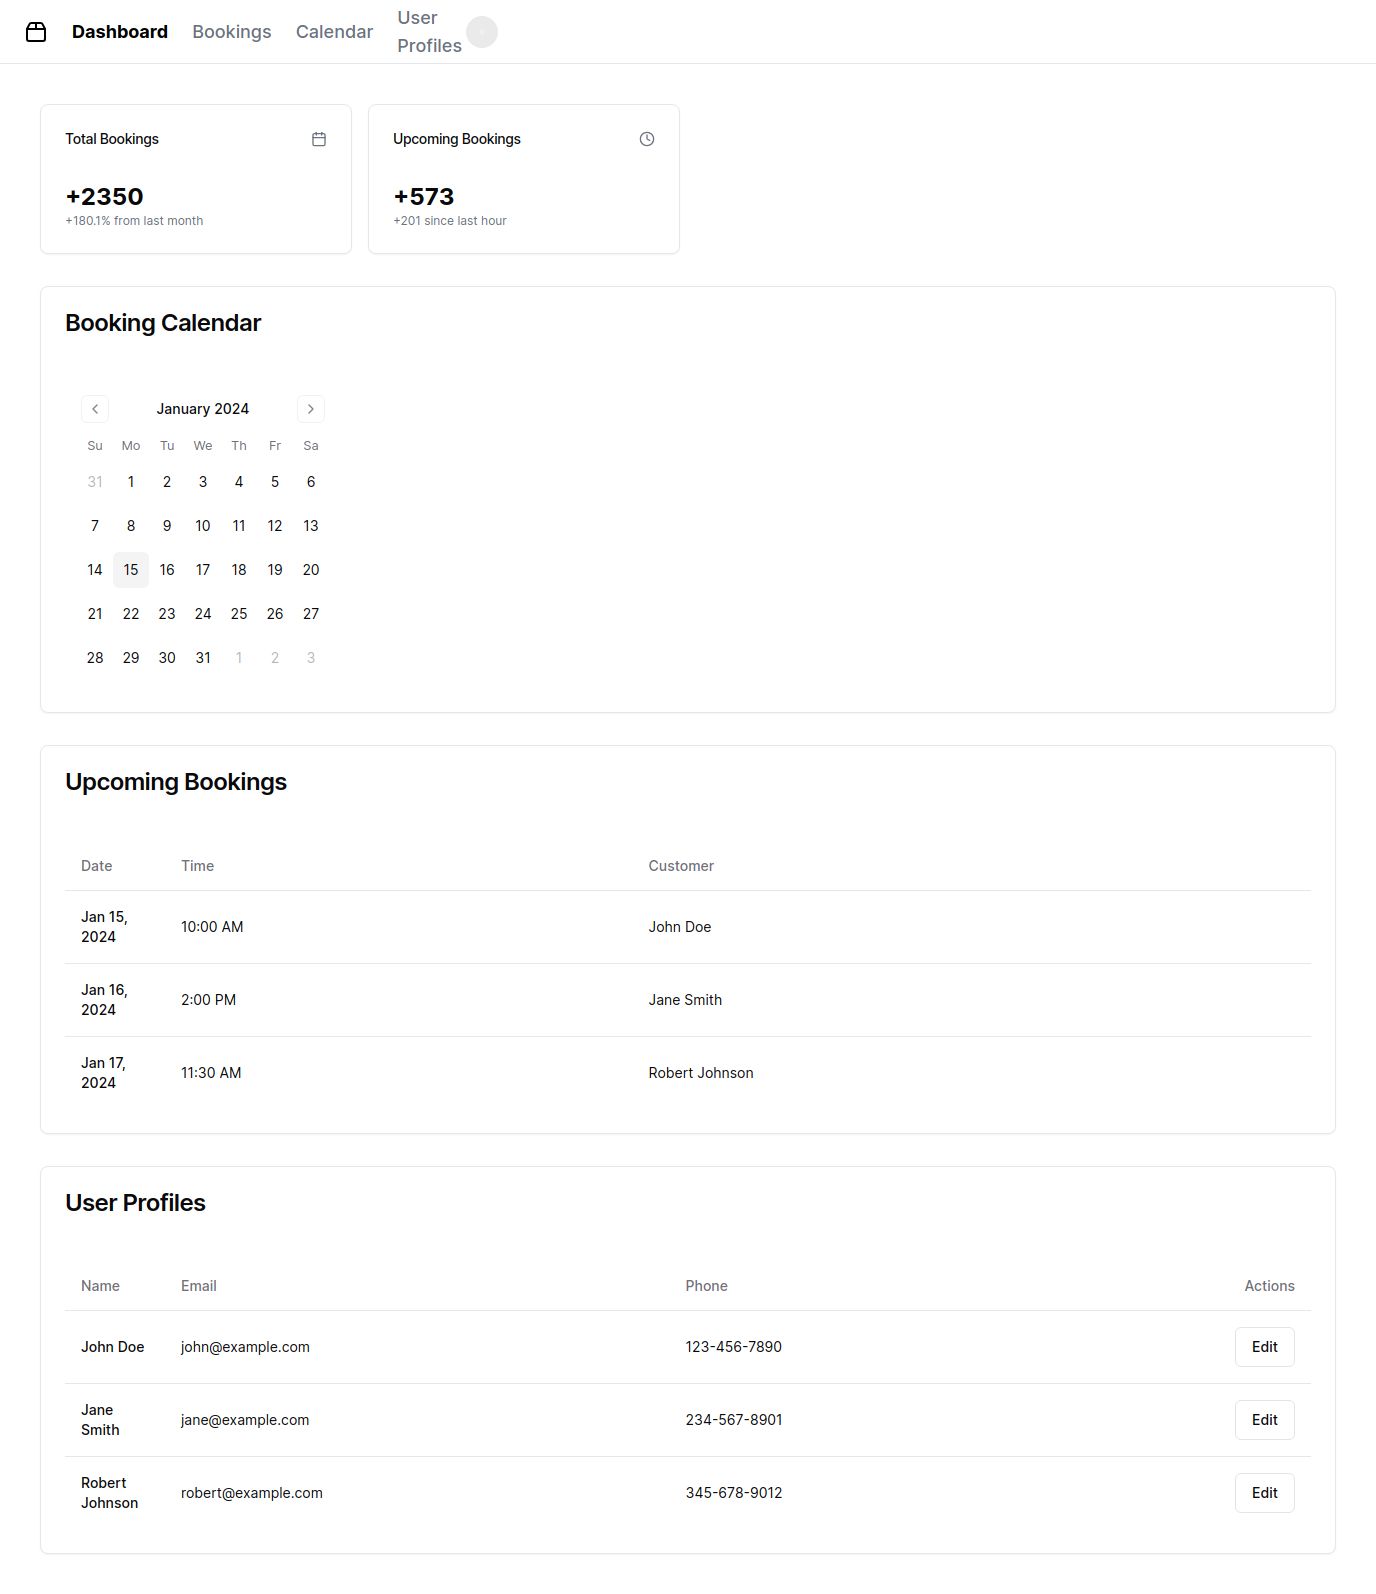 Dashboard Bookings Calendar User Profiles
Total Bookings
+2350
+180.1% from last month
Upcoming Bookings
+573
+201 since last hour
Booking Calendar
January 2024
Su Mo Tu We Th Fr Sa
31 1 2 3 4 5 6
7 8 9 10 11 12 13
14 15 16 17 18 19 20
21 22 23 24 25 26 27
28 29 30 31 1 2 3
Upcoming Bookings
Date Time Customer
Jan 15, 2024 10:00 AM John Doe
Jan 16, 2024 2:00 PM Jane Smith
Jan 17, 2024 11:30 AM Robert Johnson
User Profiles
Name Email Phone Actions
John Doe john@example.com 123-456-7890 Edit
Jane Smith jane@example.com 234-567-8901 Edit
Robert Johnson robert@example.com 345-678-9012 Edit